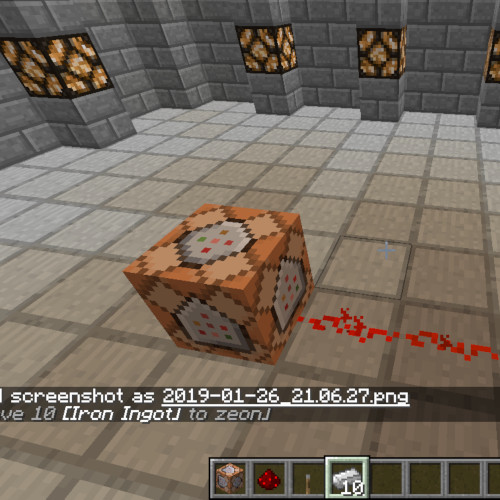 screenshot as 2019-01-26_21.06.27.png
ve 10 [Iron Ingot] to zeon]
10